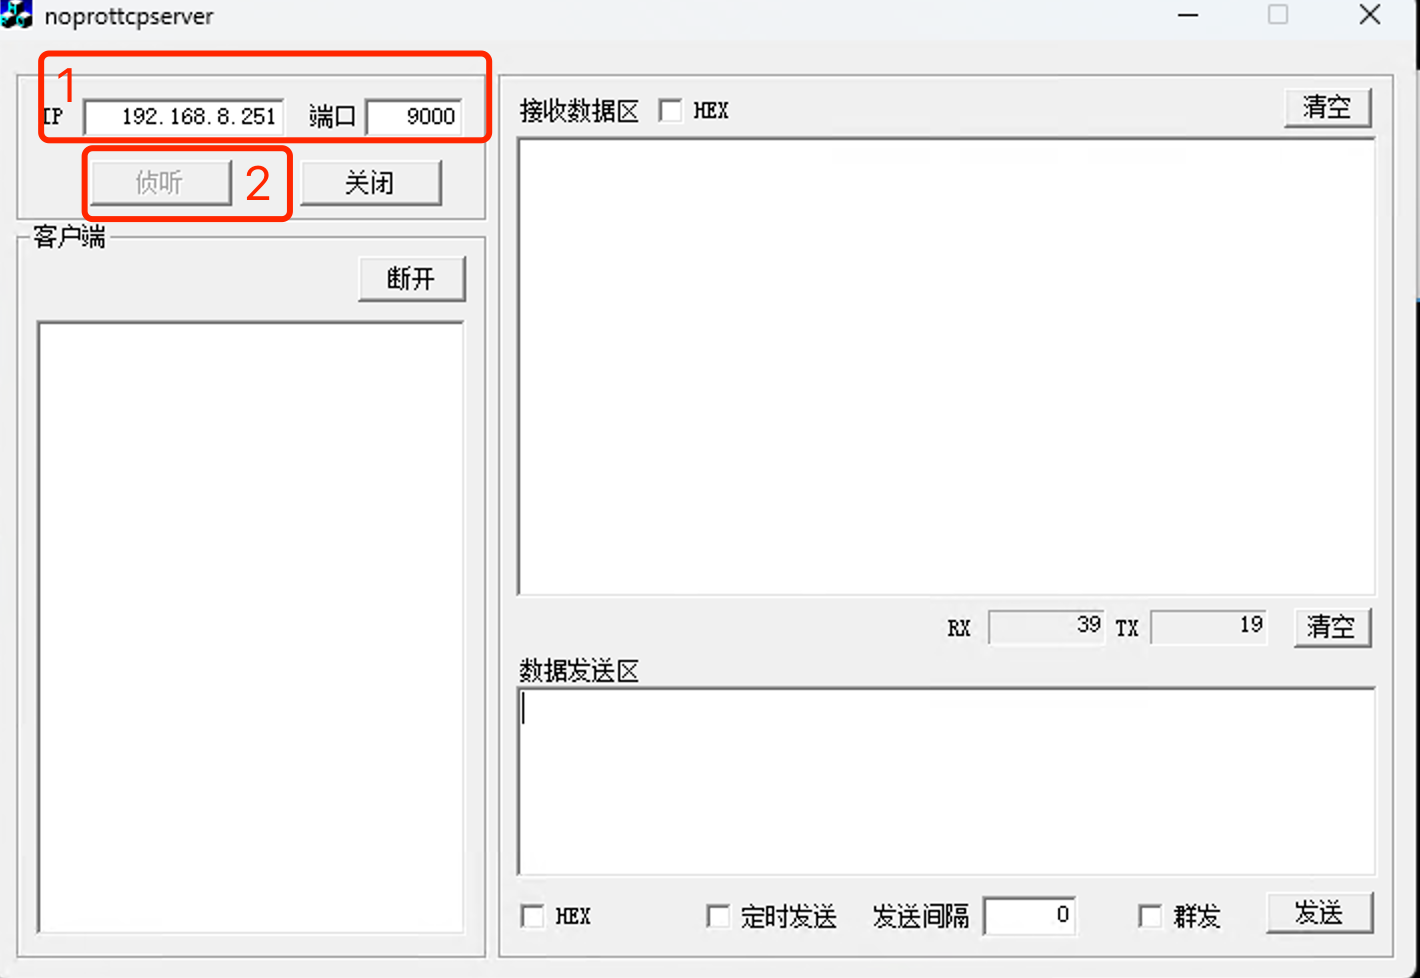 noprottcpserver
1
IP 192.168.8.251 端口 9000
侦听 2 关闭
客户端
断开
接收数据区 HEX 清空
RX 39 TX 19 清空
数据发送区
HEX 定时发送 发送间隔 0 群发 发送